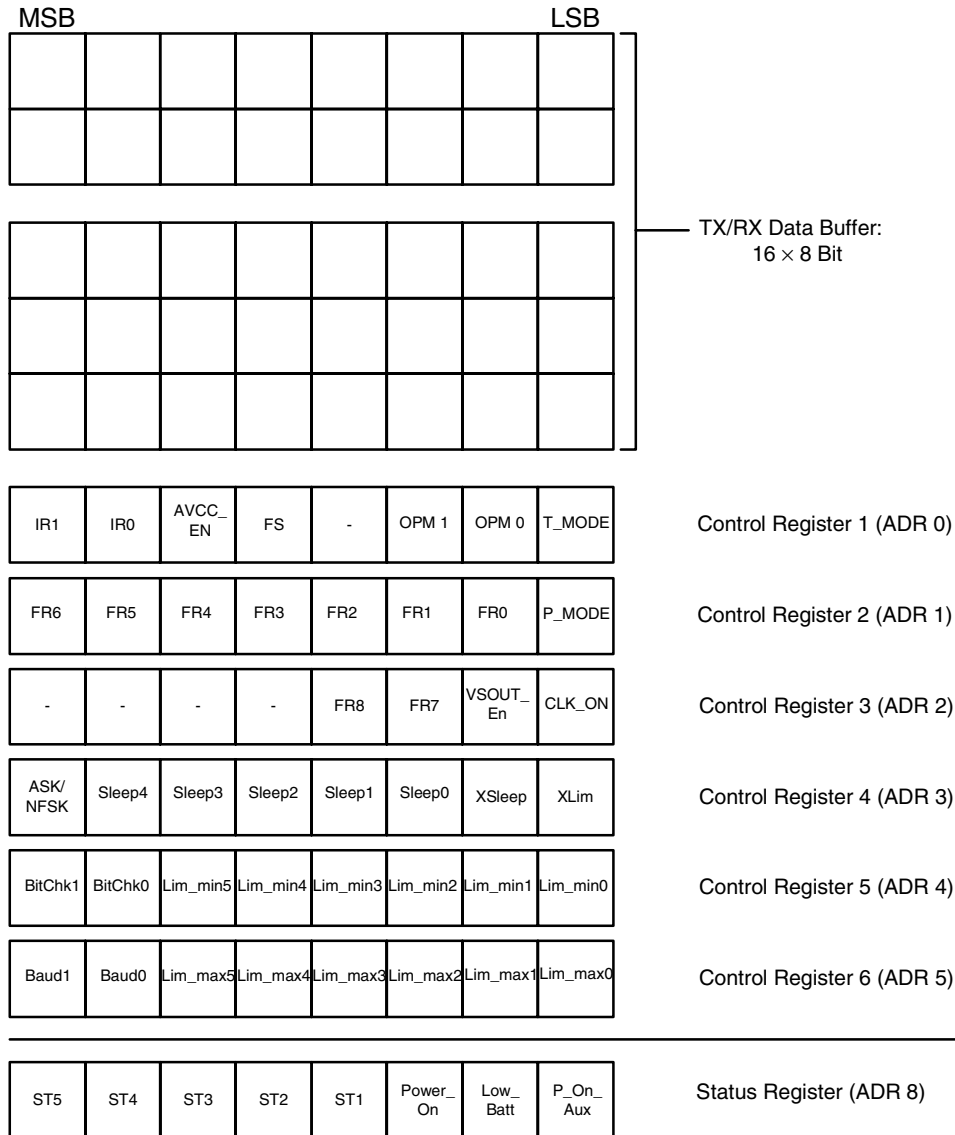 MSB LSB
TX/RX Data Buffer:
16 × 8 Bit
IR1 IR0 AVCC_ EN FS - OPM 1 OPM 0 T_MODE Control Register 1 (ADR 0)
FR6 FR5 FR4 FR3 FR2 FR1 FR0 P_MODE Control Register 2 (ADR 1)
- - - - FR8 FR7 VSOUT_ En CLK_ON Control Register 3 (ADR 2)
ASK/ NFSK Sleep4 Sleep3 Sleep2 Sleep1 Sleep0 XSleep XLim Control Register 4 (ADR 3)
BitChk1 BitChk0 Lim_min5 Lim_min4 Lim_min3 Lim_min2 Lim_min1 Lim_min0 Control Register 5 (ADR 4)
Baud1 Baud0 Lim_max5 Lim_max4 Lim_max3 Lim_max2 Lim_max1 Lim_max0 Control Register 6 (ADR 5)
ST5 ST4 ST3 ST2 ST1 Power_ On Low_ Batt P_On_ Aux Status Register (ADR 8)